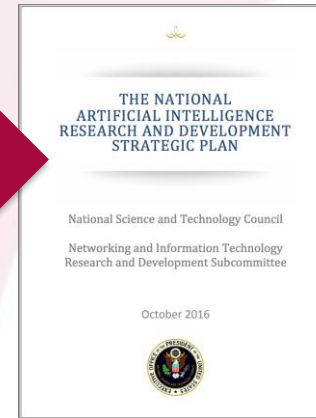 THE NATIONAL
ARTIFICIAL INTELLIGENCE
RESEARCH AND DEVELOPMENT
STRATEGIC PLAN
National Science and Technology Council
Networking and Information Technology
Research and Development Subcommittee
October 2016